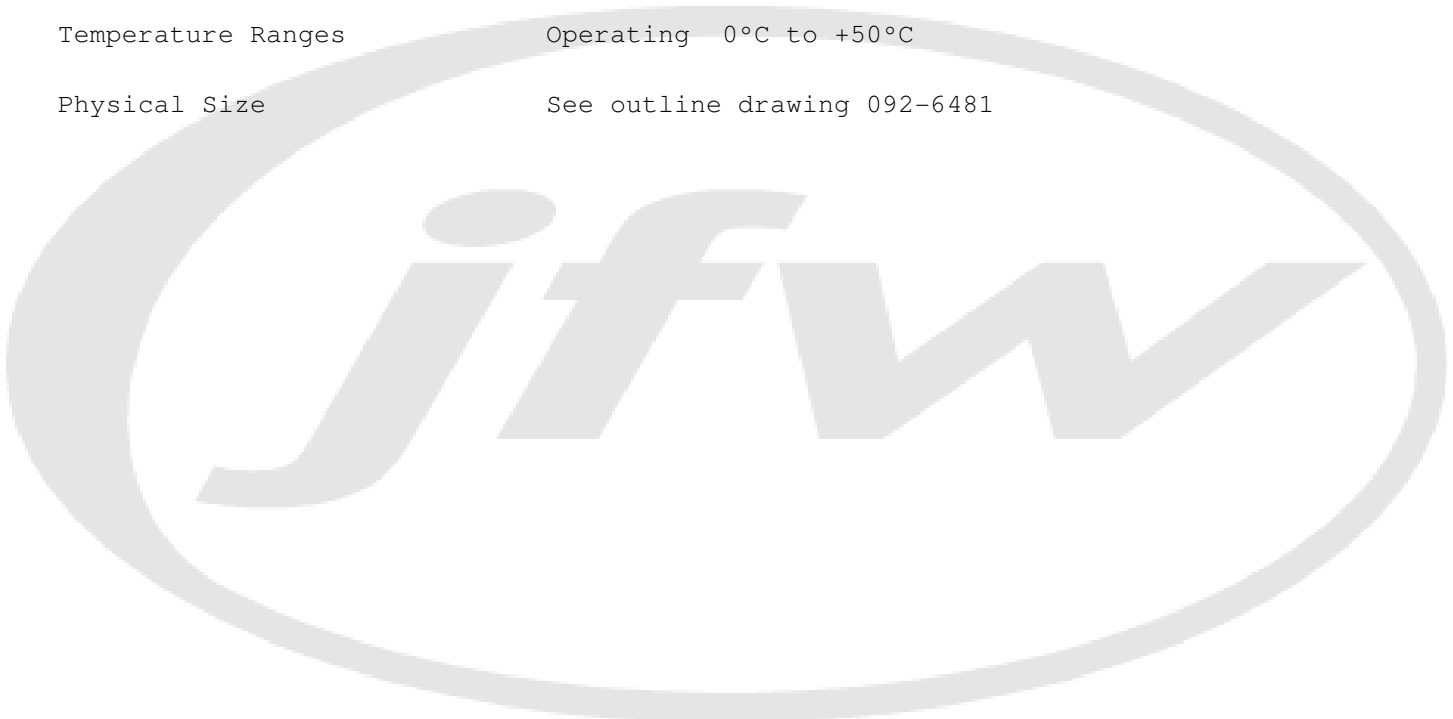 Temperature Ranges Operating 0°C to +50°C
Physical Size See outline drawing 092-6481
jfw